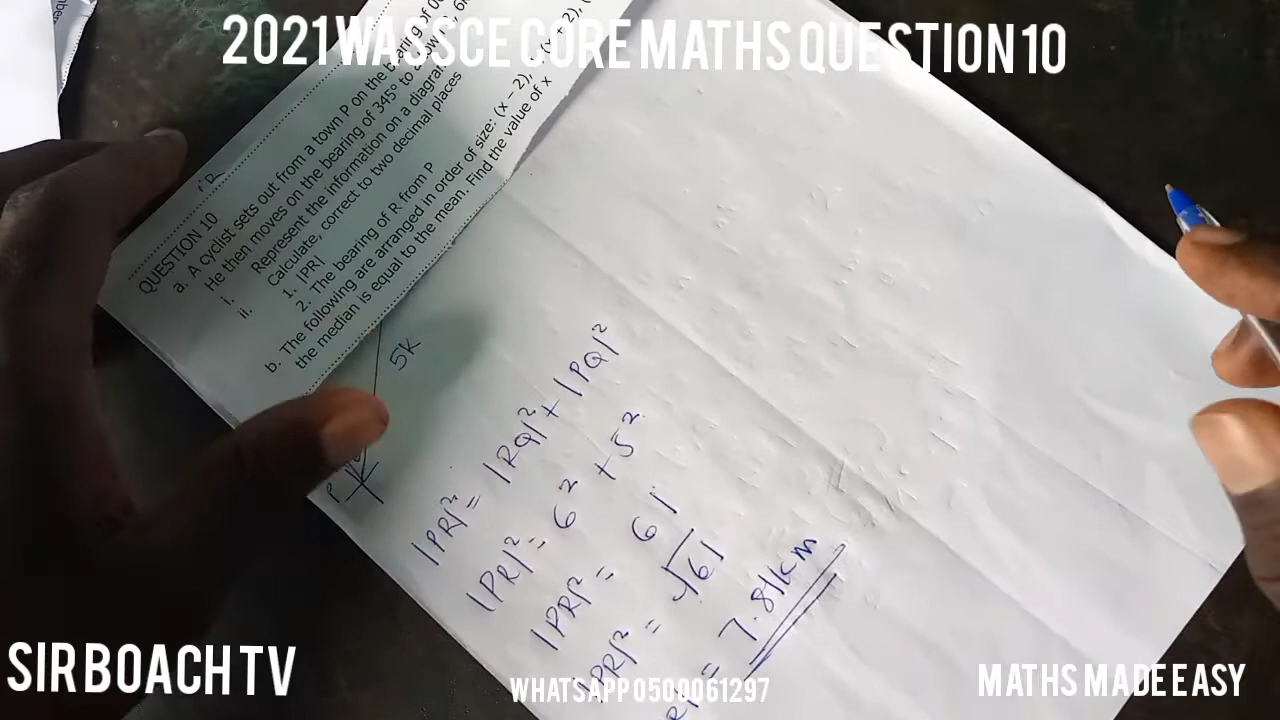 2021 WASSCE CORE MATHS QUESTION 10
QUESTION 10
a. A cyclist sets out from a town P on the bearing of
He then moves on the bearing of 345° to
i. Represent the information on a diagram
ii. Calculate, correct to two decimal places
1. |PR|
2. The bearing of R from P
b. The following are arranged in order of size: (x − 2), (x + 2),
the median is equal to the mean. Find the value of x
R
5K
P
|PR|² = |RQ|² + |PQ|²
|PR|² = 6² + 5²
|PR|² = 61
|PR|² = √61
= 7.81km
SIR BOACH TV
WHATSAPP 0500061297
MATHS MADE EASY